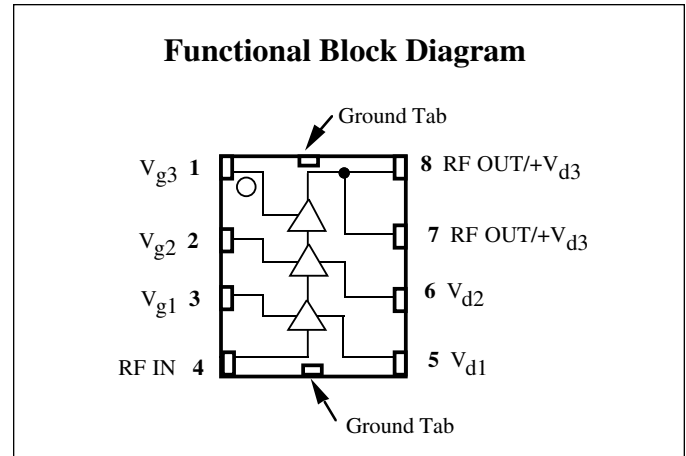 Functional Block Diagram
Ground Tab
Vg3 1
8 RF OUT/+Vd3
Vg2 2
7 RF OUT/+Vd3
Vg1 3
6 Vd2
RF IN 4
5 Vd1
Ground Tab